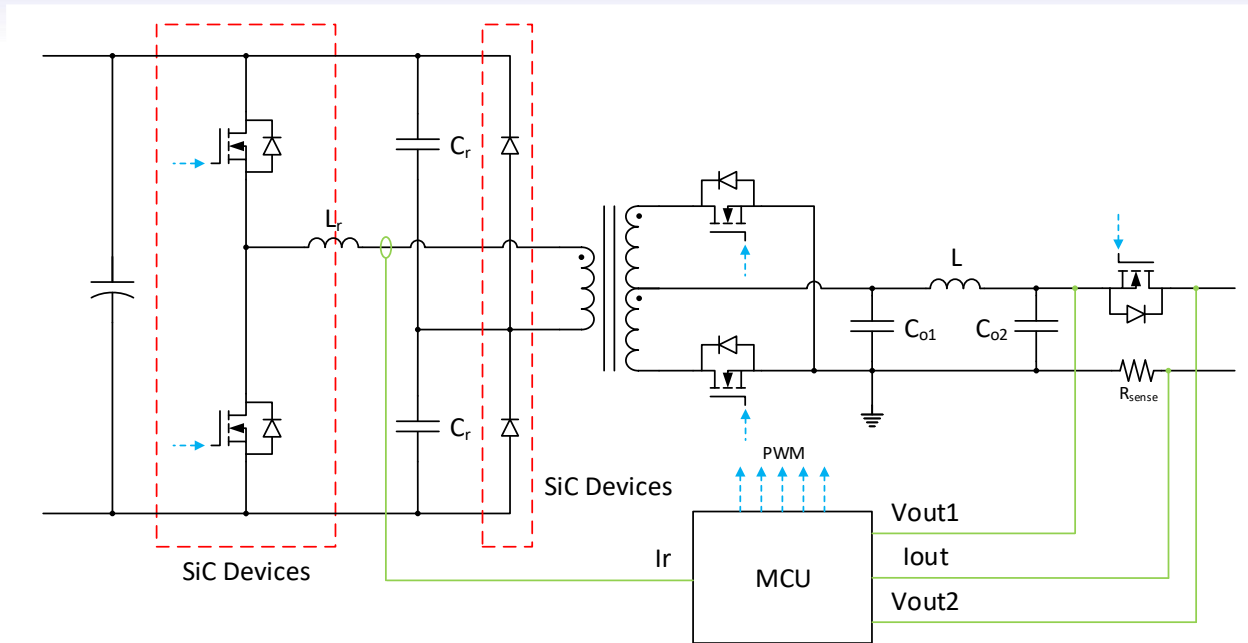 Cr
Lr
L
Co1
Co2
Rsense
Cr
PWM
SiC Devices
Vout1
SiC Devices
Ir
MCU
Iout
Vout2